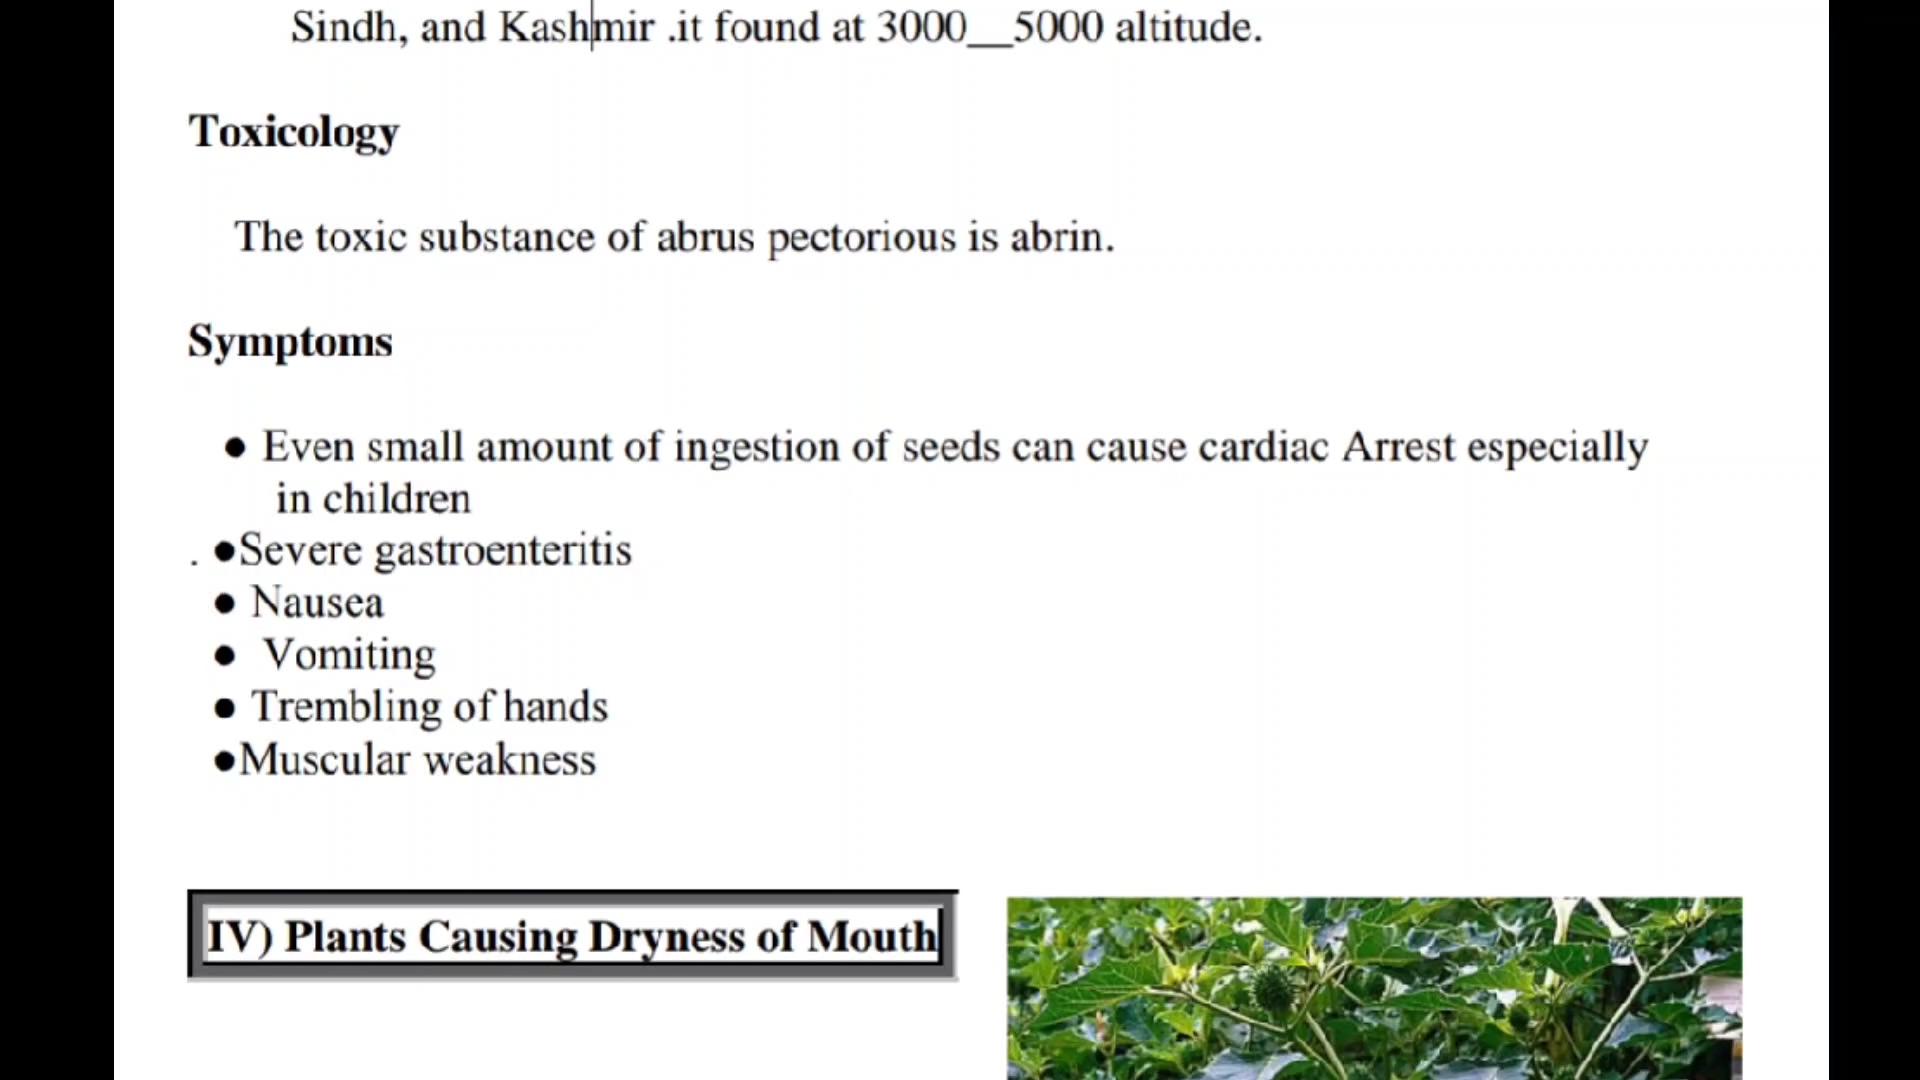 Sindh, and Kashmir .it found at 3000__5000 altitude.
Toxicology
The toxic substance of abrus pectorious is abrin.
Symptoms
● Even small amount of ingestion of seeds can cause cardiac Arrest especially
in children
. ●Severe gastroenteritis
● Nausea
● Vomiting
● Trembling of hands
●Muscular weakness
IV) Plants Causing Dryness of Mouth